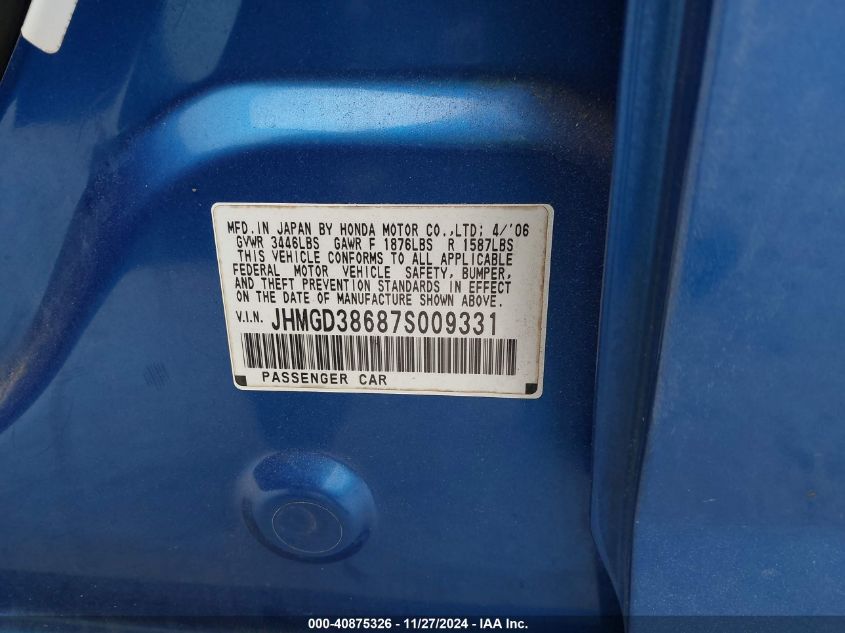 MFD. IN JAPAN BY HONDA MOTOR CO.,LTD; 4/'06
GVWR 3446LBS GAWR F 1876LBS R 1587LBS
THIS VEHICLE CONFORMS TO ALL APPLICABLE
FEDERAL MOTOR VEHICLE SAFETY, BUMPER,
AND THEFT PREVENTION STANDARDS IN EFFECT
ON THE DATE OF MANUFACTURE SHOWN ABOVE.
V.I.N. JHMGD38687S009331
PASSENGER CAR
000-40875326 - 11/27/2024 - IAA Inc.